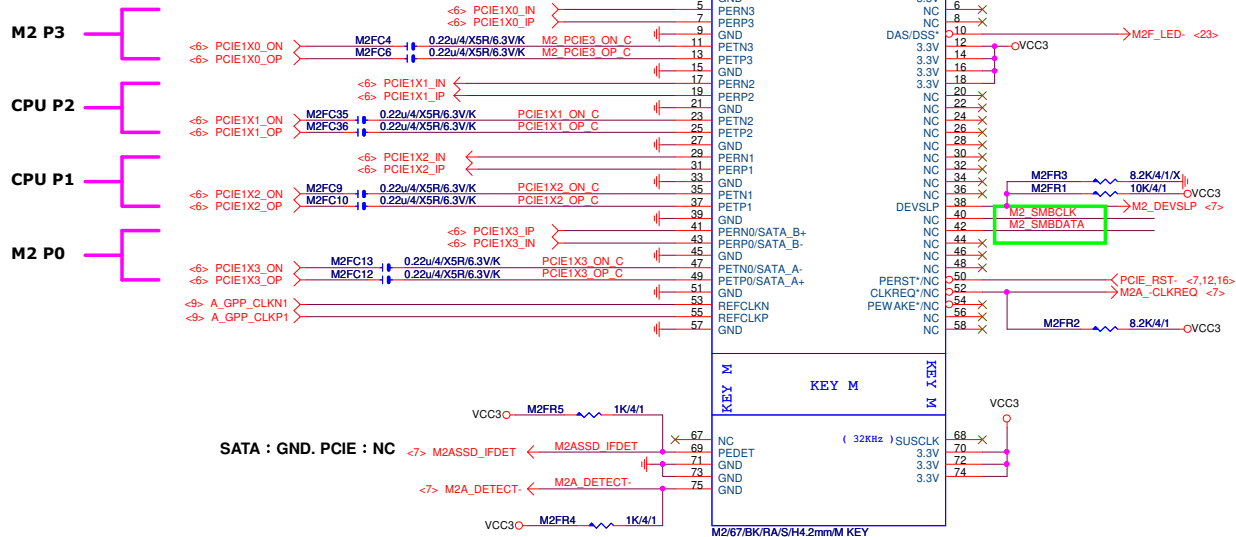 GND 3.3V
<6> PCIE1X0_IN 5 PERN3 NC 6
<6> PCIE1X0_IP 7 PERP3 NC 8
M2 P3 9 GND DAS/DSS* 10 M2F_LED- <23>
<6> PCIE1X0_ON M2FC4 0.22u/4/X5R/6.3V/K M2_PCIE3_ON_C 11 PETN3 3.3V 12 VCC3
<6> PCIE1X0_OP M2FC6 0.22u/4/X5R/6.3V/K M2_PCIE3_OP_C 13 PETP3 3.3V 14
15 GND 3.3V 16
<6> PCIE1X1_IN 17 PERN2 3.3V 18
<6> PCIE1X1_IP 19 PERP2 NC 20
CPU P2 21 GND NC 22
<6> PCIE1X1_ON M2FC35 0.22u/4/X5R/6.3V/K PCIE1X1_ON_C 23 PETN2 NC 24
<6> PCIE1X1_OP M2FC36 0.22u/4/X5R/6.3V/K PCIE1X1_OP_C 25 PETP2 NC 26
27 GND NC 28
<6> PCIE1X2_IN 29 PERN1 NC 30
<6> PCIE1X2_IP 31 PERP1 NC 32
CPU P1 33 GND NC 34 M2FR3 8.2K/4/1/X
<6> PCIE1X2_ON M2FC9 0.22u/4/X5R/6.3V/K PCIE1X2_ON_C 35 PETN1 NC 36 M2FR1 10K/4/1 VCC3
<6> PCIE1X2_OP M2FC10 0.22u/4/X5R/6.3V/K PCIE1X2_OP_C 37 PETP1 DEVSLP 38 M2_DEVSLP <7>
39 GND NC 40 M2_SMBCLK
<6> PCIE1X3_IP 41 PERN0/SATA_B+ NC 42 M2_SMBDATA
<6> PCIE1X3_IN 43 PERP0/SATA_B- NC 44
M2 P0 45 GND NC 46
<6> PCIE1X3_ON M2FC13 0.22u/4/X5R/6.3V/K PCIE1X3_ON_C 47 PETN0/SATA_A- NC 48
<6> PCIE1X3_OP M2FC12 0.22u/4/X5R/6.3V/K PCIE1X3_OP_C 49 PETP0/SATA_A+ PERST*/NC 50 PCIE_RST- <7,12,16>
51 GND CLKREQ*/NC 52 M2A_-CLKREQ <7>
<9> A_GPP_CLKN1 53 REFCLKN PEWAKE*/NC 54
<9> A_GPP_CLKP1 55 REFCLKP NC 56
57 GND NC 58 M2FR2 8.2K/4/1 VCC3
KEY M KEY M KEY M
VCC3 M2FR5 1K/4/1 VCC3
67 NC ( 32KHz ) SUSCLK 68
SATA : GND. PCIE : NC <7> M2ASSD_IFDET M2ASSD_IFDET 69 PEDET 3.3V 70
71 GND 3.3V 72
73 GND 3.3V 74
<7> M2A_DETECT- M2A_DETECT- 75 GND
VCC3 M2FR4 1K/4/1
M2/67/BK/RA/S/H4.2mm/M KEY